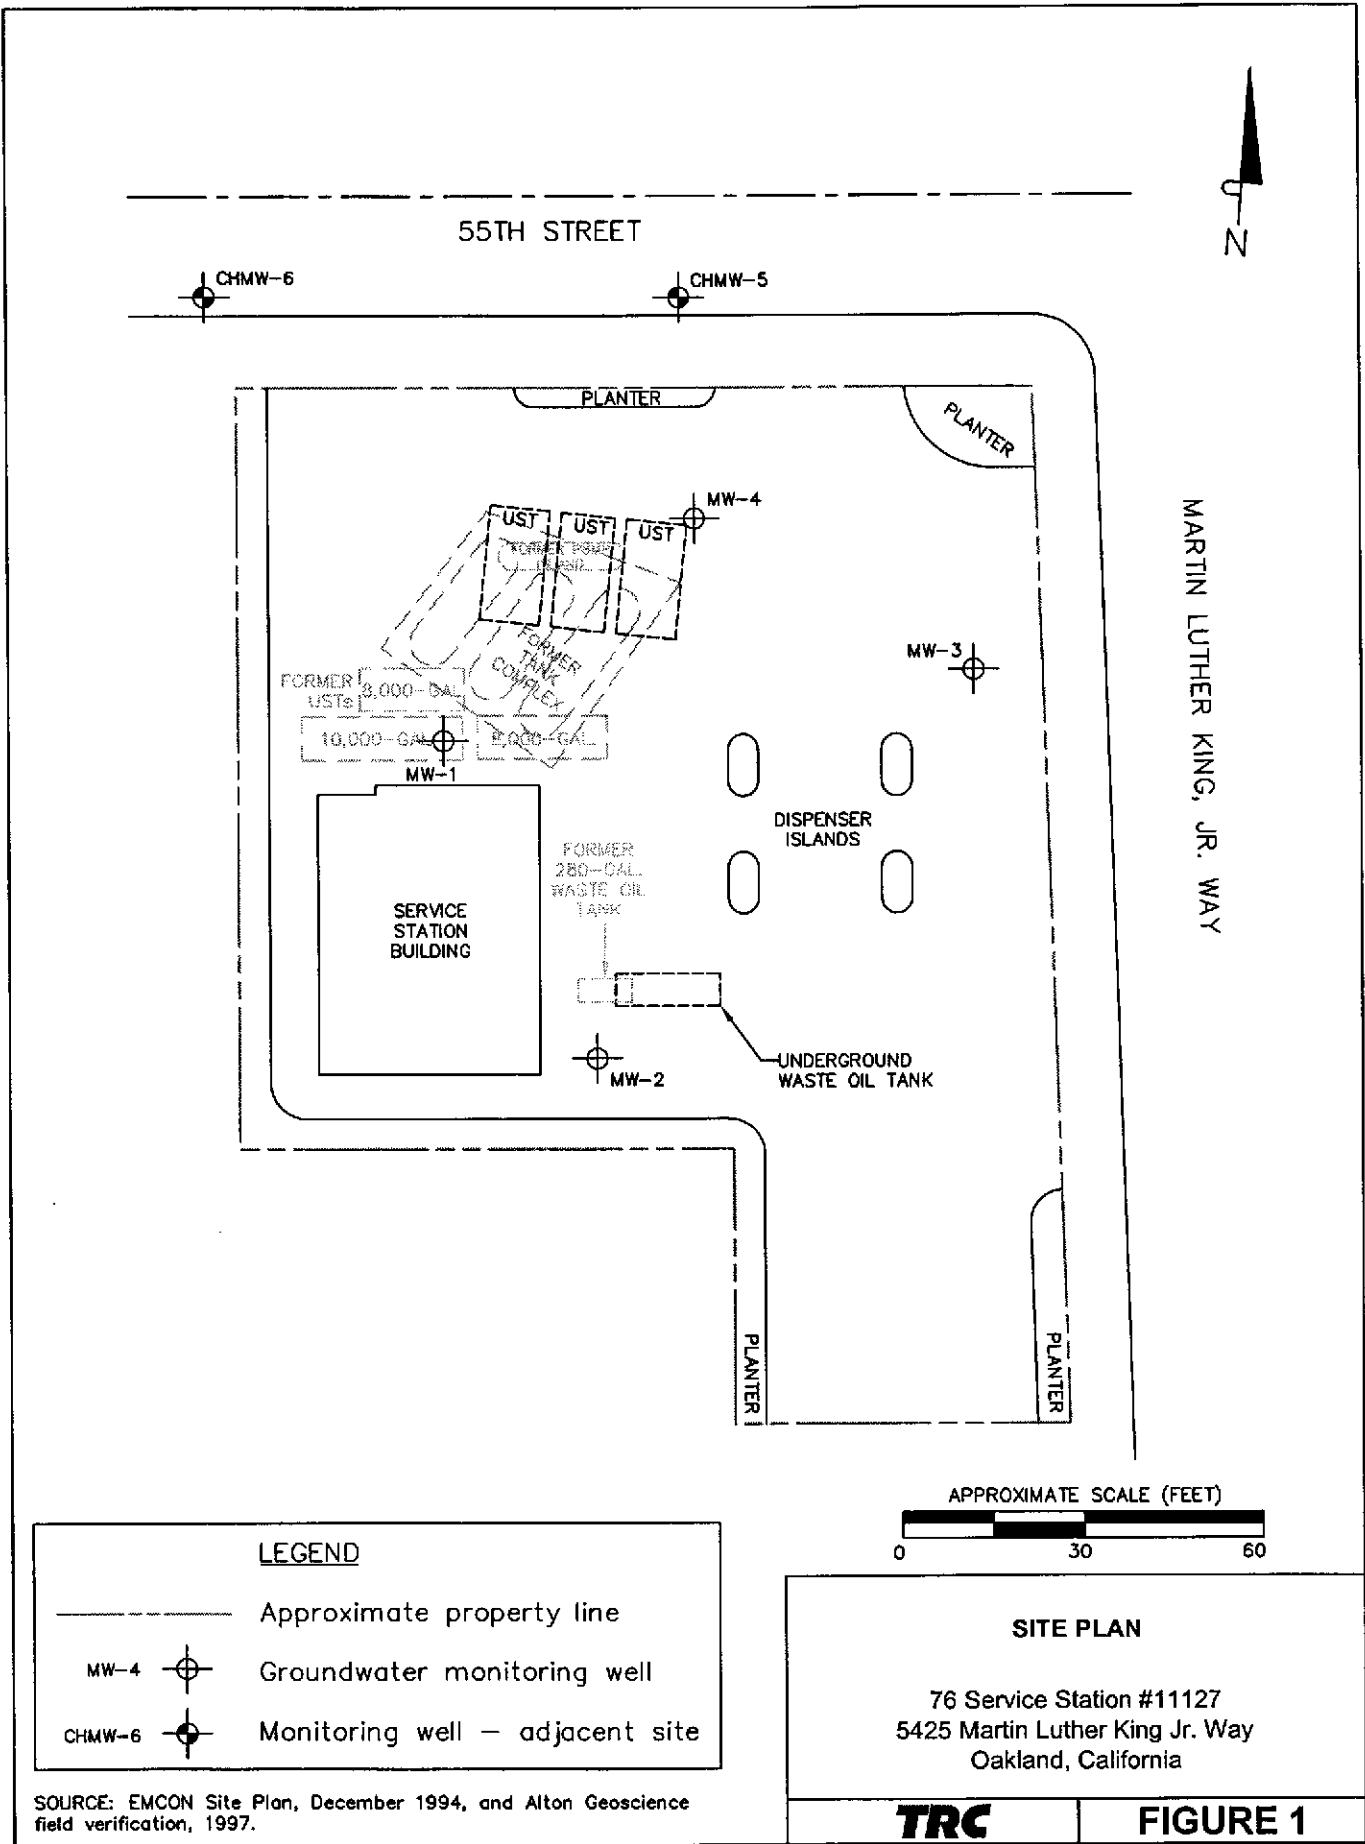 N
55TH STREET
CHMW-6
CHMW-5
PLANTER
PLANTER
MW-4
UST
UST
UST
FORMER PUMP
ISLAND
MARTIN LUTHER KING, JR. WAY
FORMER
TANK
COMPLEX
MW-3
FORMER
USTs
8,000-GAL
10,000-GAL
MW-1
DISPENSER
ISLANDS
FORMER
280-GAL.
WASTE OIL
TANK
SERVICE
STATION
BUILDING
UNDERGROUND
WASTE OIL TANK
MW-2
PLANTER
PLANTER
APPROXIMATE SCALE (FEET)
0 30 60
LEGEND
Approximate property line
MW-4 Groundwater monitoring well
CHMW-6 Monitoring well – adjacent site
SOURCE: EMCON Site Plan, December 1994, and Alton Geoscience
field verification, 1997.
SITE PLAN
76 Service Station #11127
5425 Martin Luther King Jr. Way
Oakland, California
TRC
FIGURE 1